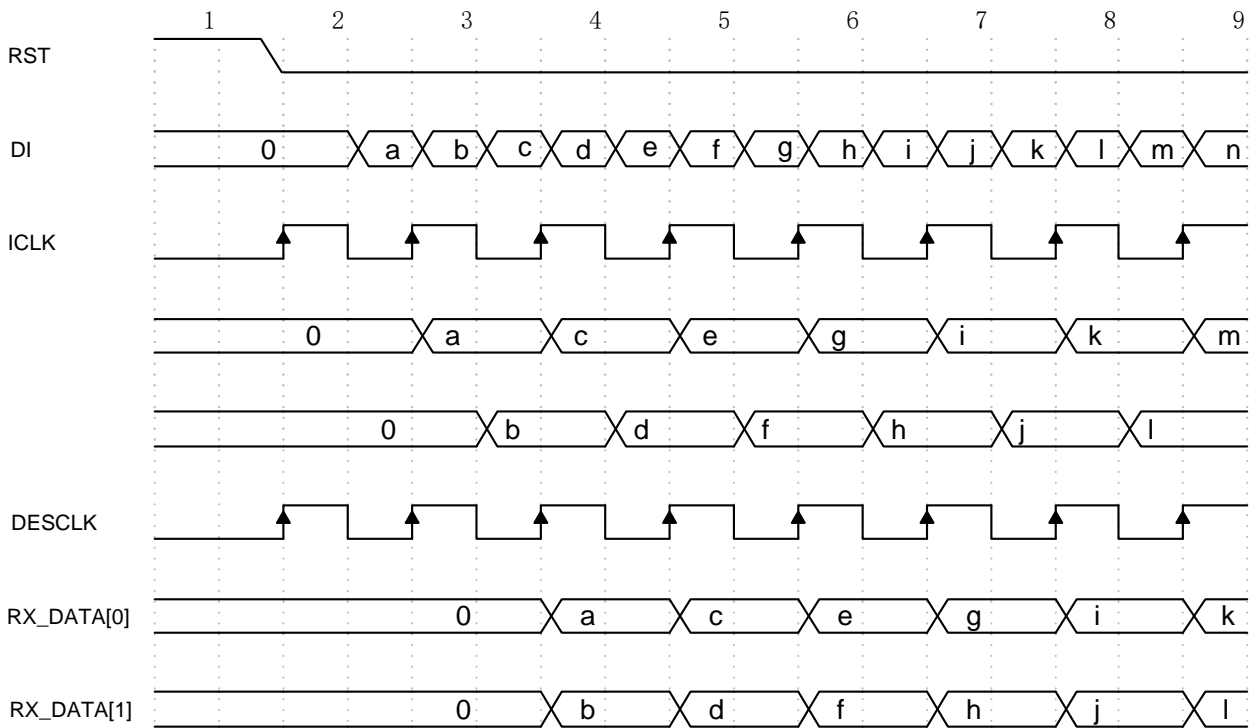 1 2 3 4 5 6 7 8 9
RST
DI 0 a b c d e f g h i j k l m n
ICLK
0 a c e g i k m
0 b d f h j l
DESCLK
RX_DATA[0] 0 a c e g i k
RX_DATA[1] 0 b d f h j l